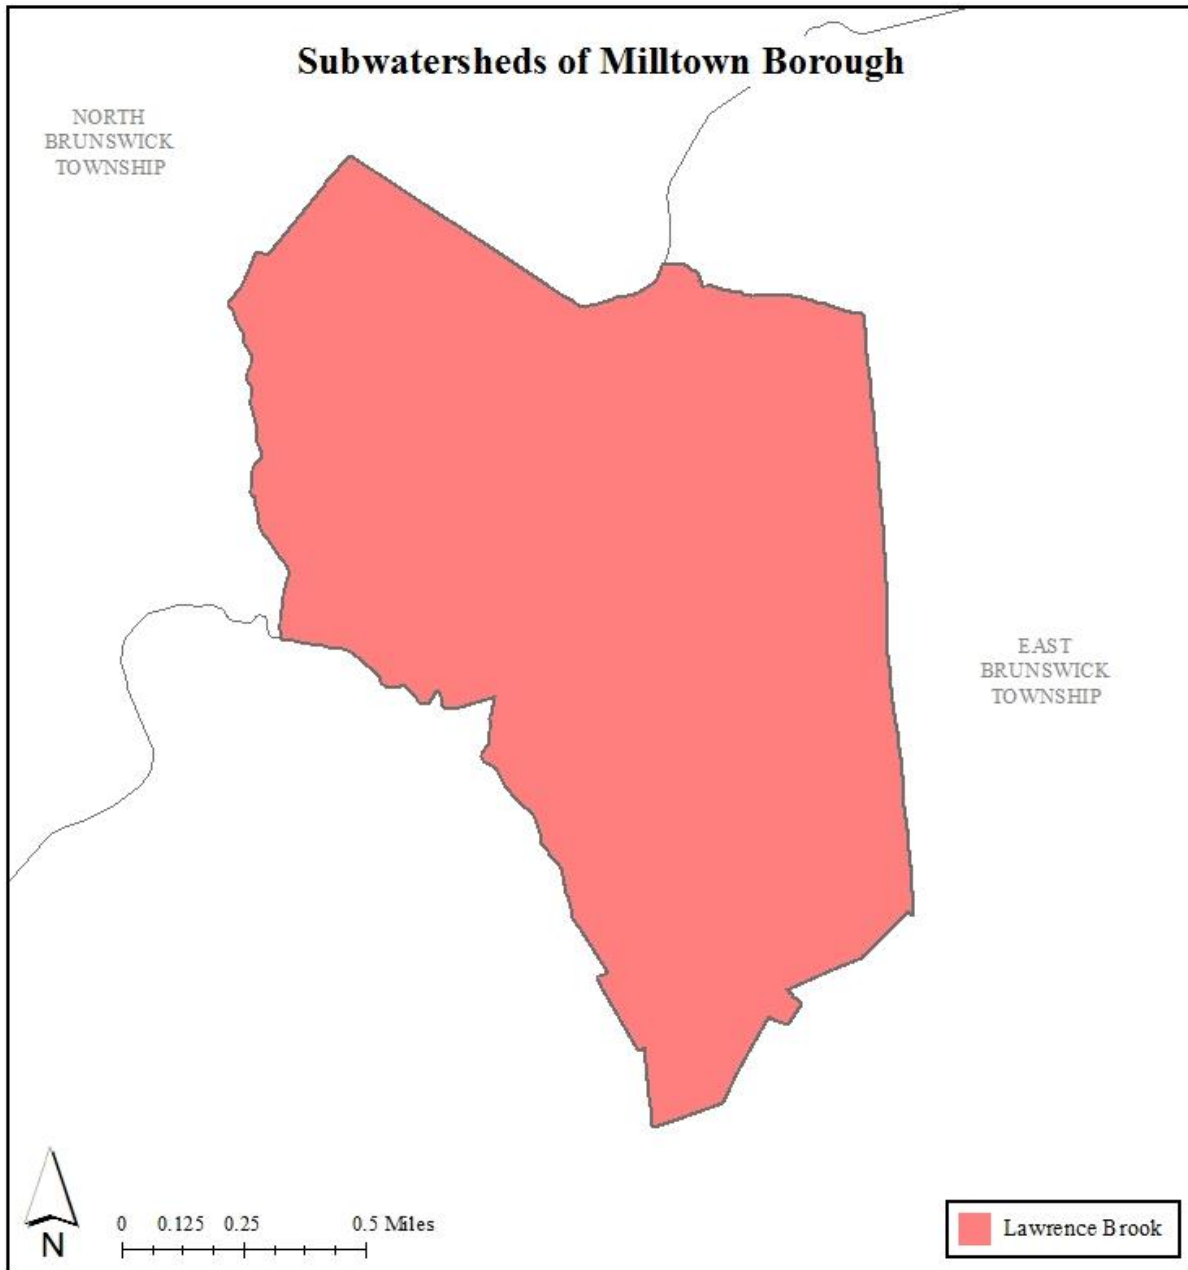 Subwatersheds of Milltown Borough
NORTH
BRUNSWICK
TOWNSHIP
EAST
BRUNSWICK
TOWNSHIP
N
0 0.125 0.25 0.5 Miles
Lawrence Brook